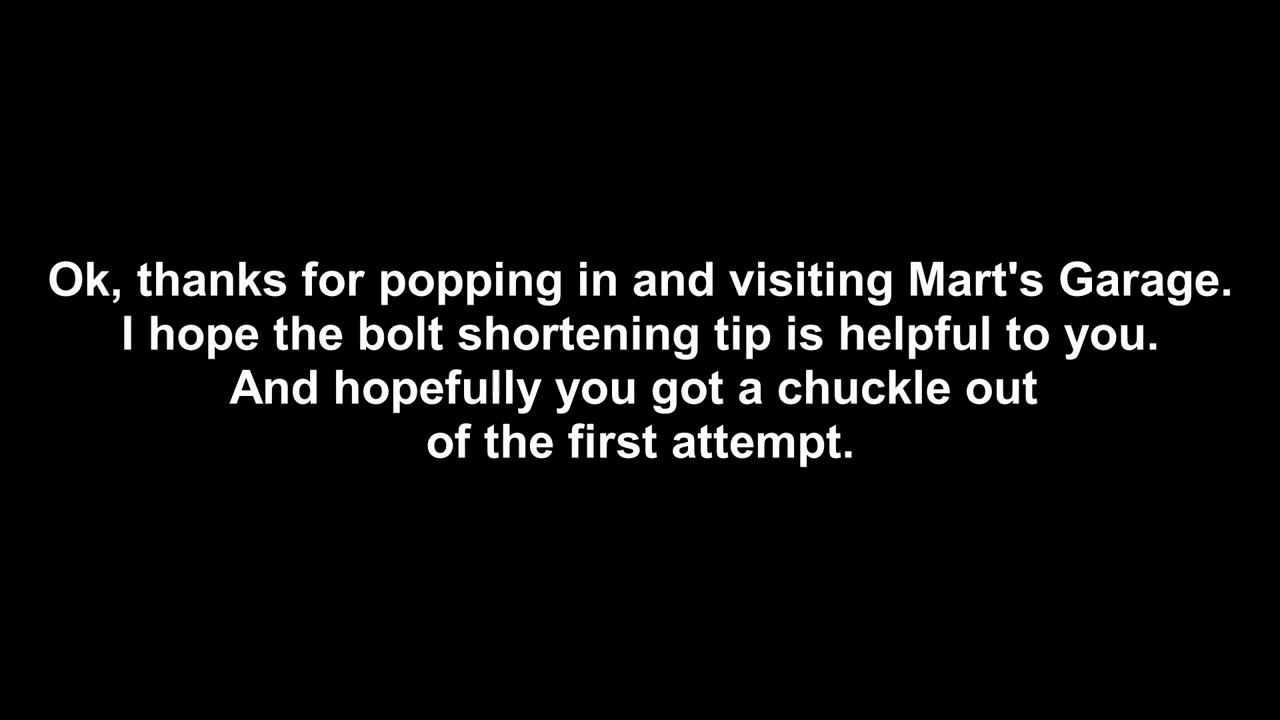 Ok, thanks for popping in and visiting Mart's Garage.
I hope the bolt shortening tip is helpful to you.
And hopefully you got a chuckle out
of the first attempt.